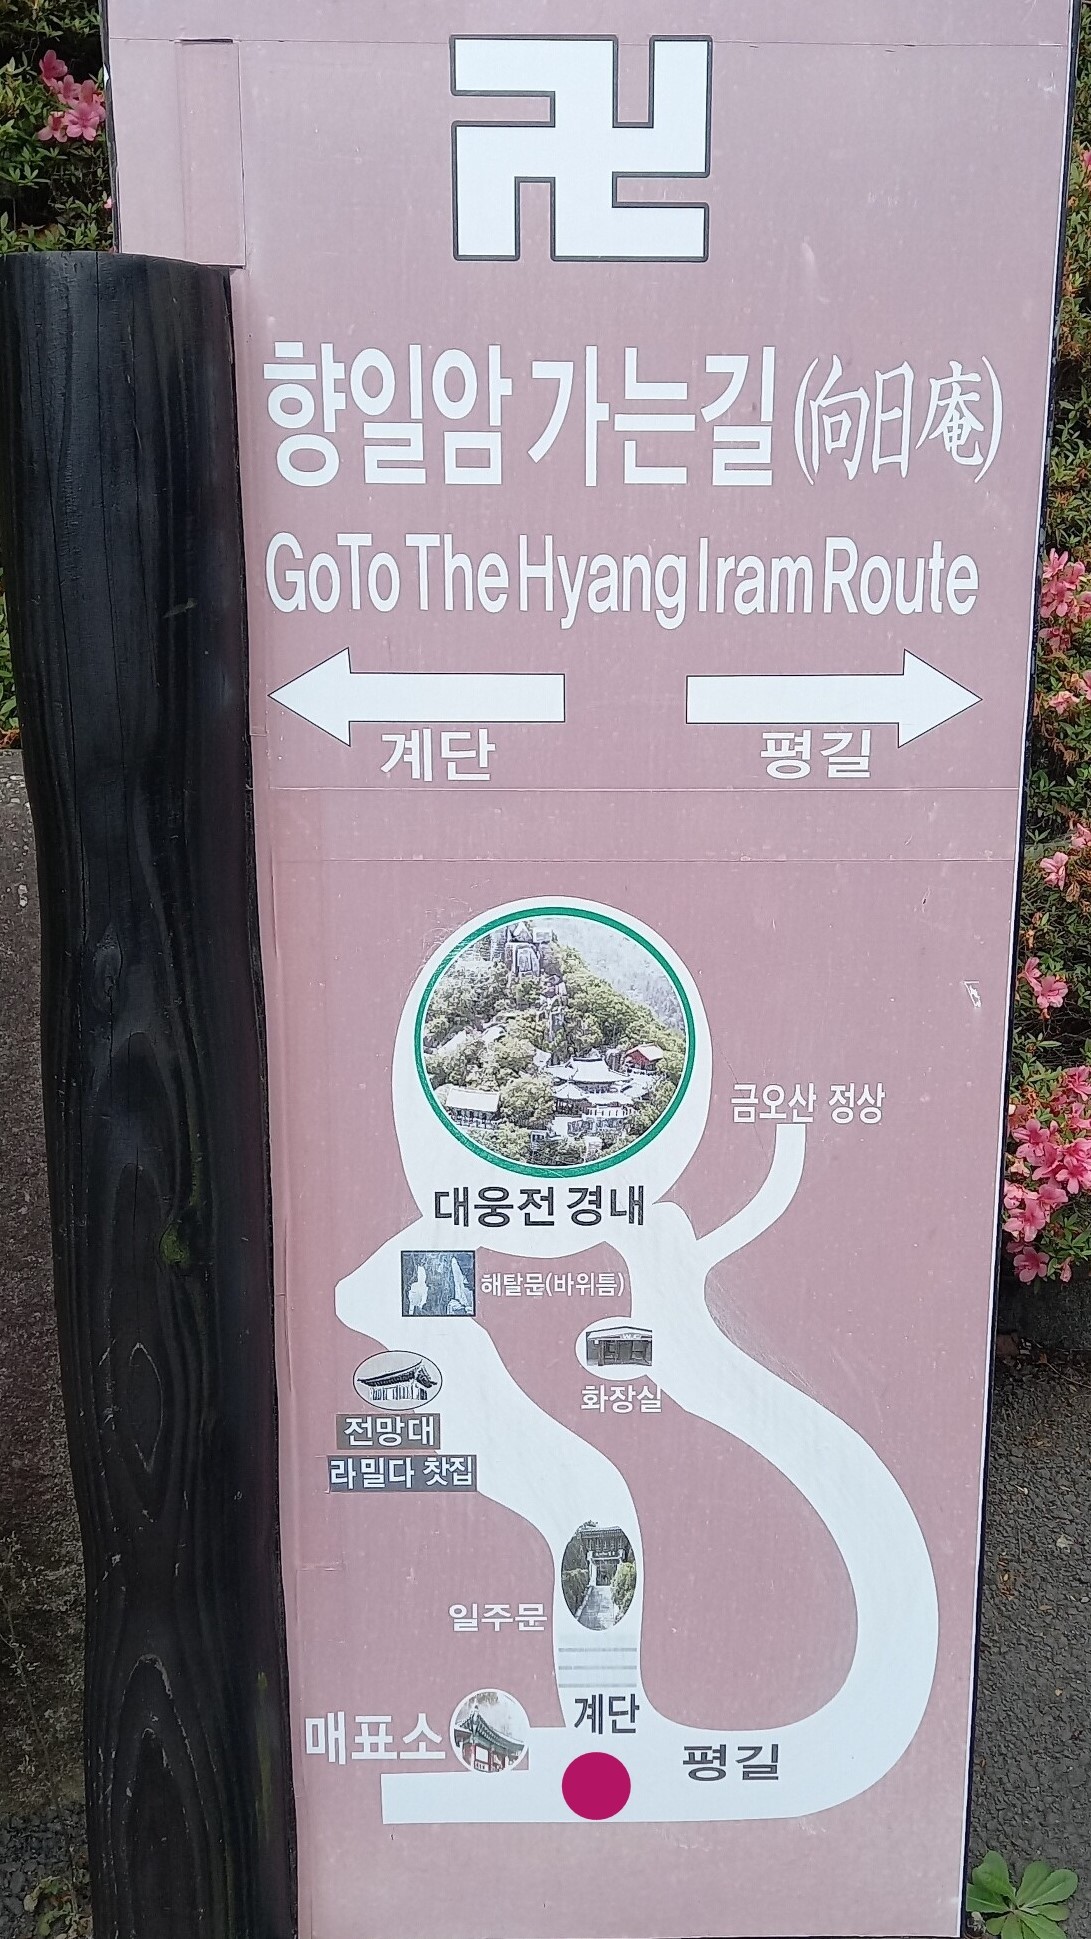 卍
향일암 가는길 (向日庵)
Go To The Hyang Iram Route
계단 평길
금오산 정상
대웅전 경내
해탈문(바위틈)
화장실
전망대
라밀다 찻집
일주문
계단
매표소
평길